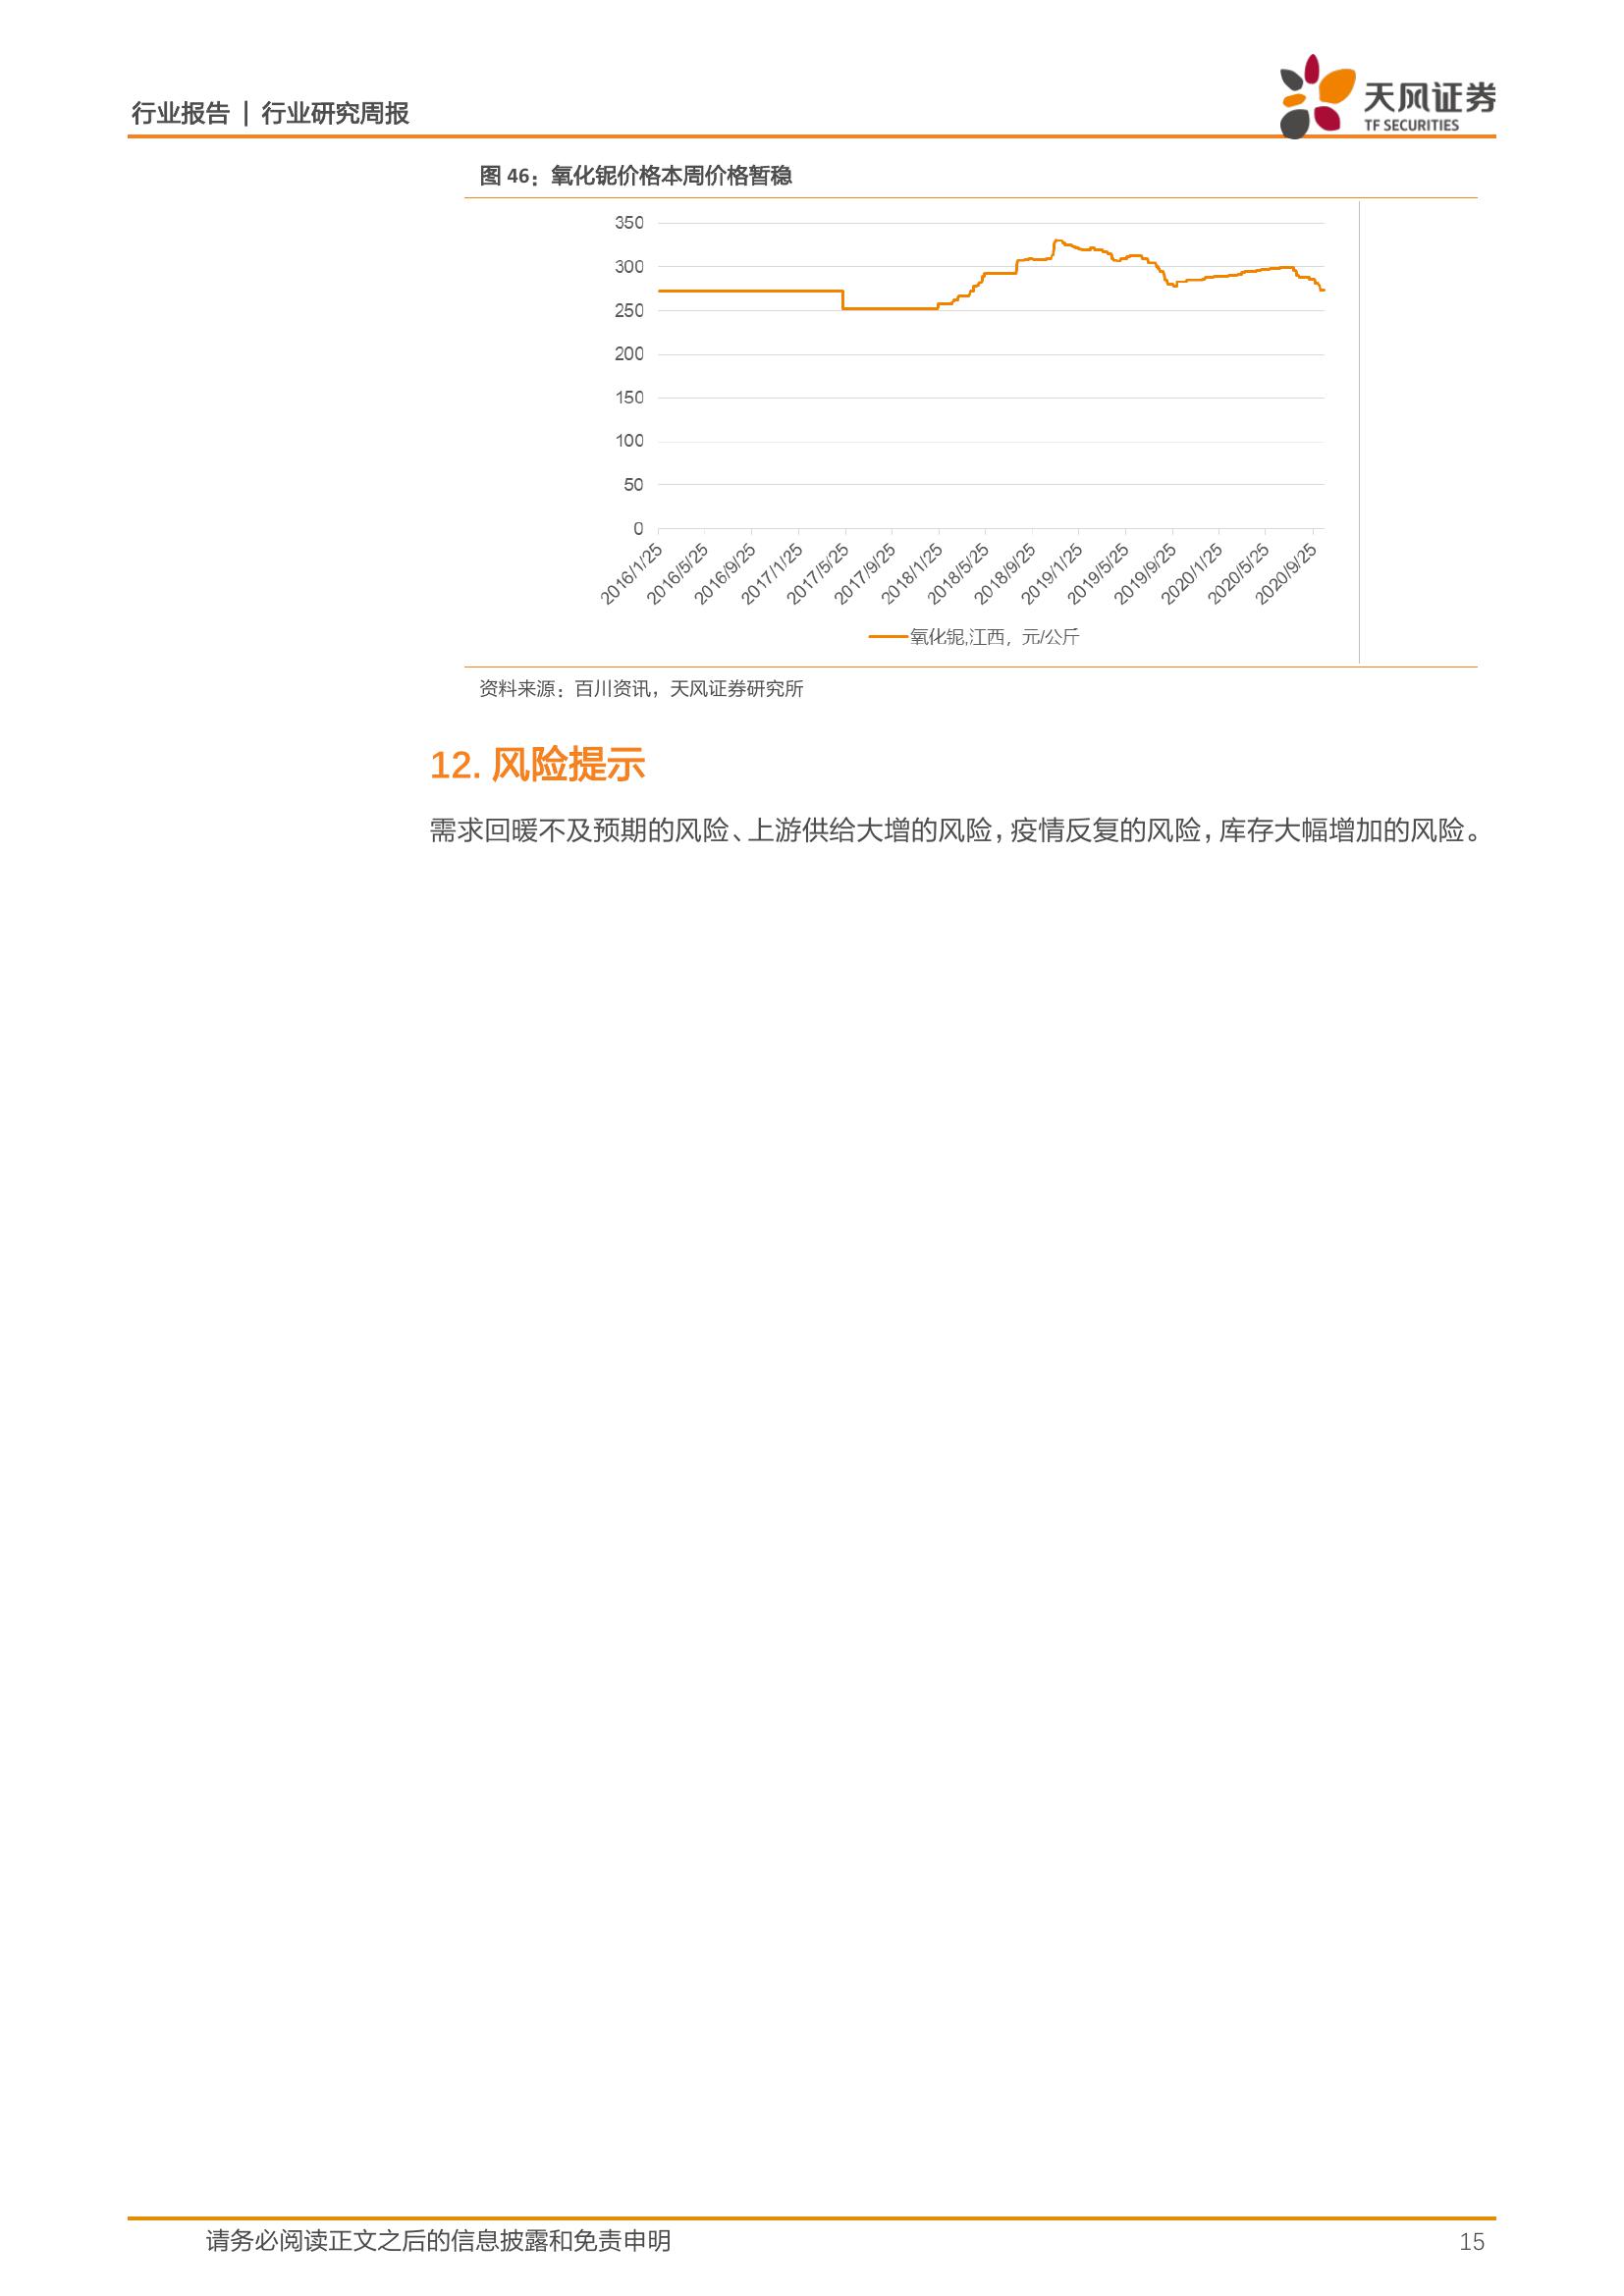 行业报告 | 行业研究周报
天风证券
TF SECURITIES
图 46：氧化铌价格本周价格暂稳
350
300
250
200
150
100
50
0
2016/1/25
2016/5/25
2016/9/25
2017/1/25
2017/5/25
2017/9/25
2018/1/25
2018/5/25
2018/9/25
2019/1/25
2019/5/25
2019/9/25
2020/1/25
2020/5/25
2020/9/25
氧化铌,江西，元/公斤
资料来源：百川资讯，天风证券研究所
12. 风险提示
需求回暖不及预期的风险、上游供给大增的风险，疫情反复的风险，库存大幅增加的风险。
请务必阅读正文之后的信息披露和免责申明
15